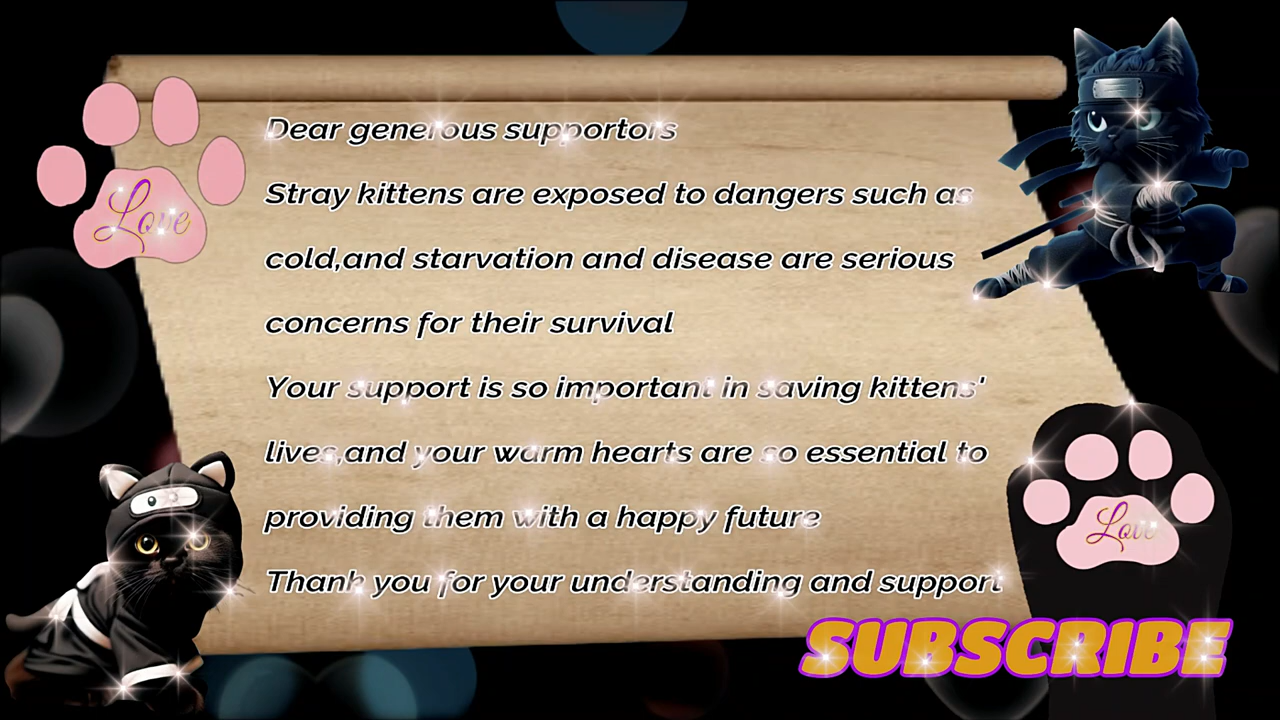 Dear generous supportors
Stray kittens are exposed to dangers such as
cold,and starvation and disease are serious
concerns for their survival
Your support is so important in saving kittens'
lives,and your warm hearts are so essential to
providing them with a happy future
Thank you for your understanding and support
Love
Love
SUBSCRIBE